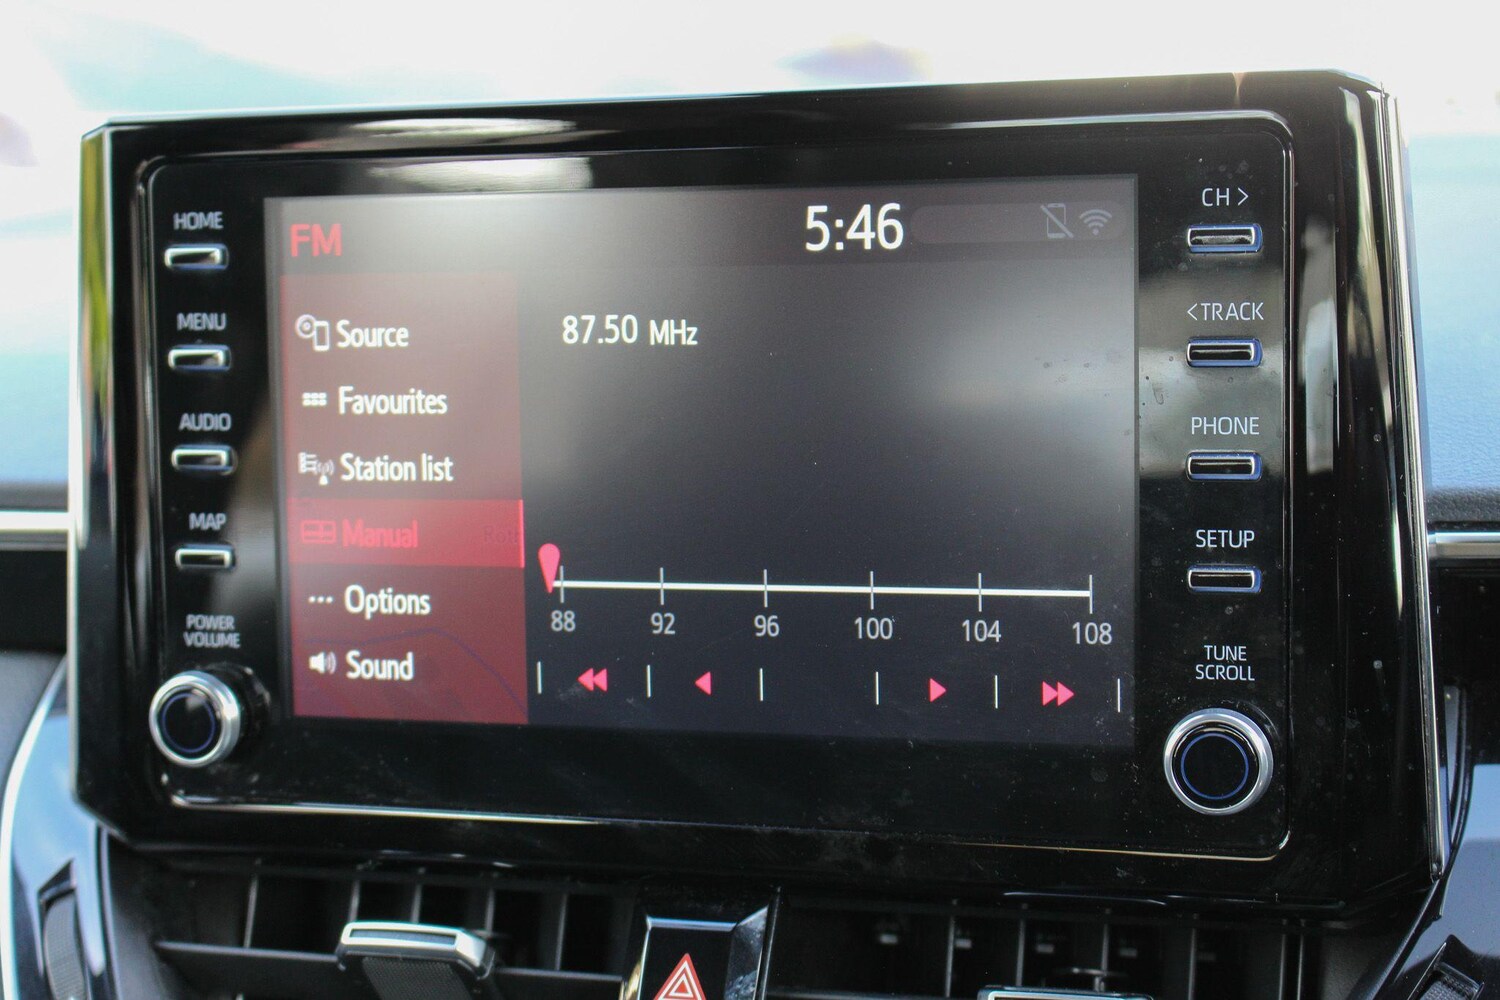 HOME
MENU
AUDIO
MAP
POWER
VOLUME
FM
5:46
Source
Favourites
Station list
Manual
Options
Sound
87.50 MHz
88 92 96 100 104 108
CH >
< TRACK
PHONE
SETUP
TUNE
SCROLL